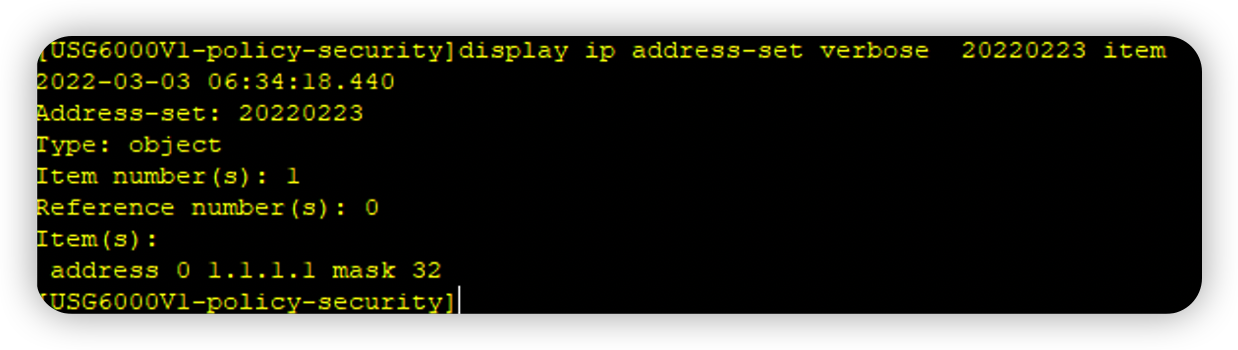 [USG6000V1-policy-security]display ip address-set verbose  20220223 item
2022-03-03 06:34:18.440
Address-set: 20220223
Type: object
Item number(s): 1
Reference number(s): 0
Item(s):
 address 0 1.1.1.1 mask 32
[USG6000V1-policy-security]